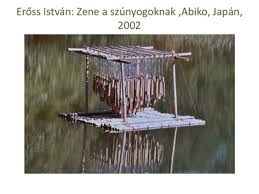 Erőss István: Zene a szúnyogoknak ,Abiko, Japán,
2002